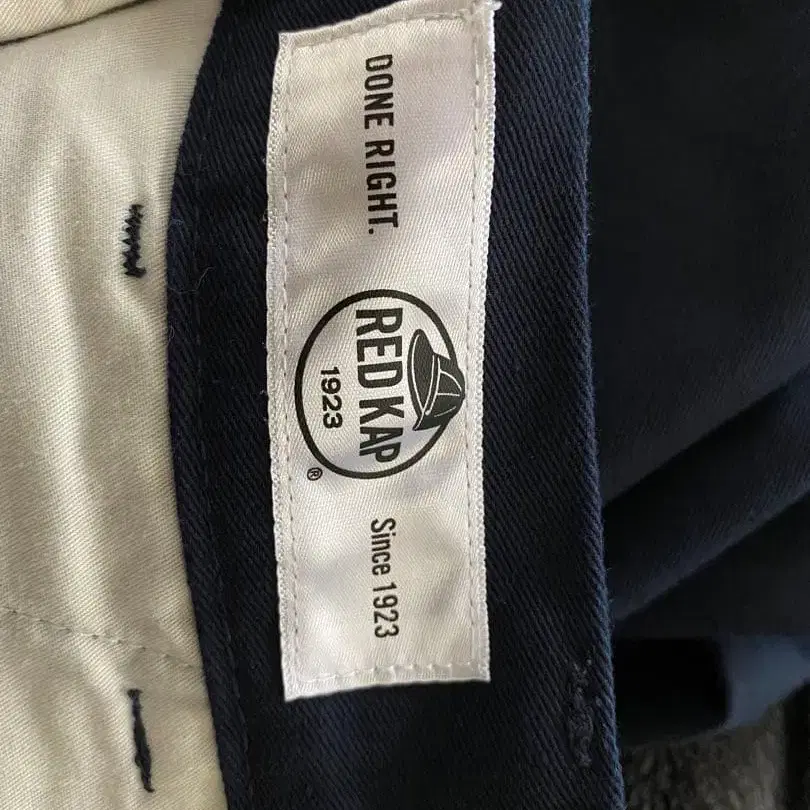 DONE RIGHT.
RED KAP
1923
®
Since 1923